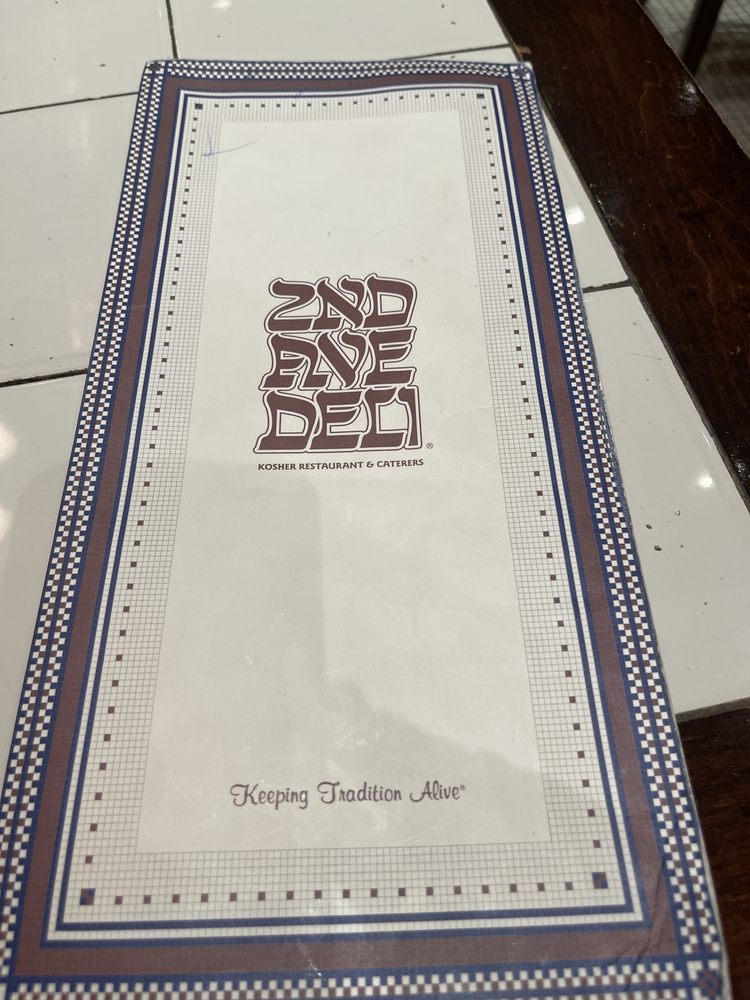 2ND
AVE
DELI®
KOSHER RESTAURANT & CATERERS
Keeping Tradition Alive®